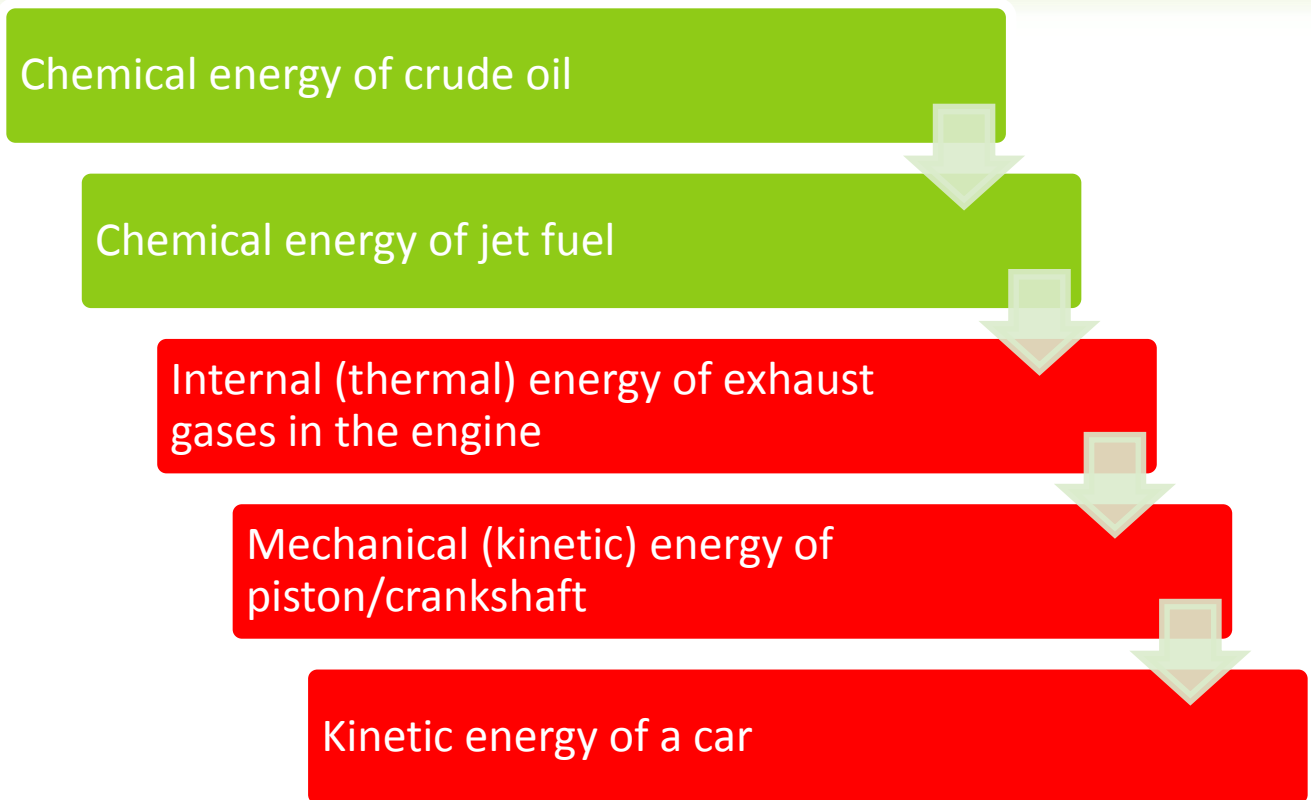 Chemical energy of crude oil
Chemical energy of jet fuel
Internal (thermal) energy of exhaust
gases in the engine
Mechanical (kinetic) energy of
piston/crankshaft
Kinetic energy of a car